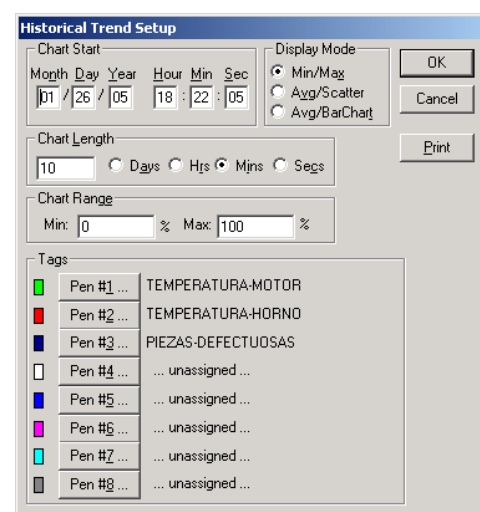 Historical Trend Setup
Chart Start
Month Day Year Hour Min Sec
01 / 26 / 05 18 : 22 : 05
Display Mode
Min/Max
Avg/Scatter
Avg/BarChart
OK
Cancel
Print
Chart Length
10 Days Hrs Mins Secs
Chart Range
Min: 0 % Max: 100 %
Tags
Pen #1 ... TEMPERATURA-MOTOR
Pen #2 ... TEMPERATURA-HORNO
Pen #3 ... PIEZAS-DEFECTUOSAS
Pen #4 ... ... unassigned ...
Pen #5 ... ... unassigned ...
Pen #6 ... ... unassigned ...
Pen #7 ... ... unassigned ...
Pen #8 ... ... unassigned ...